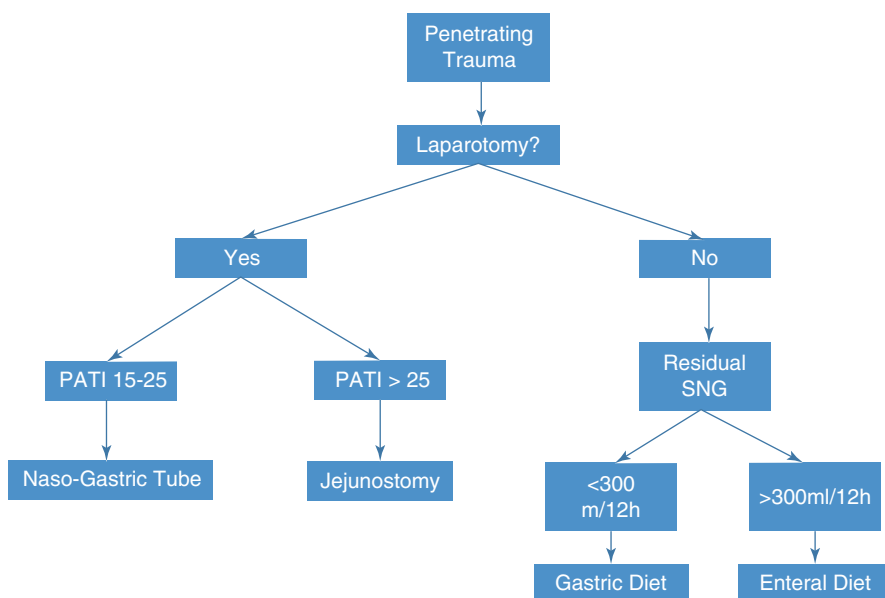 Penetrating
Trauma
Laparotomy?
Yes
No
PATI 15-25
PATI > 25
Residual
SNG
Naso-Gastric Tube
Jejunostomy
<300
m/12h
>300ml/12h
Gastric Diet
Enteral Diet